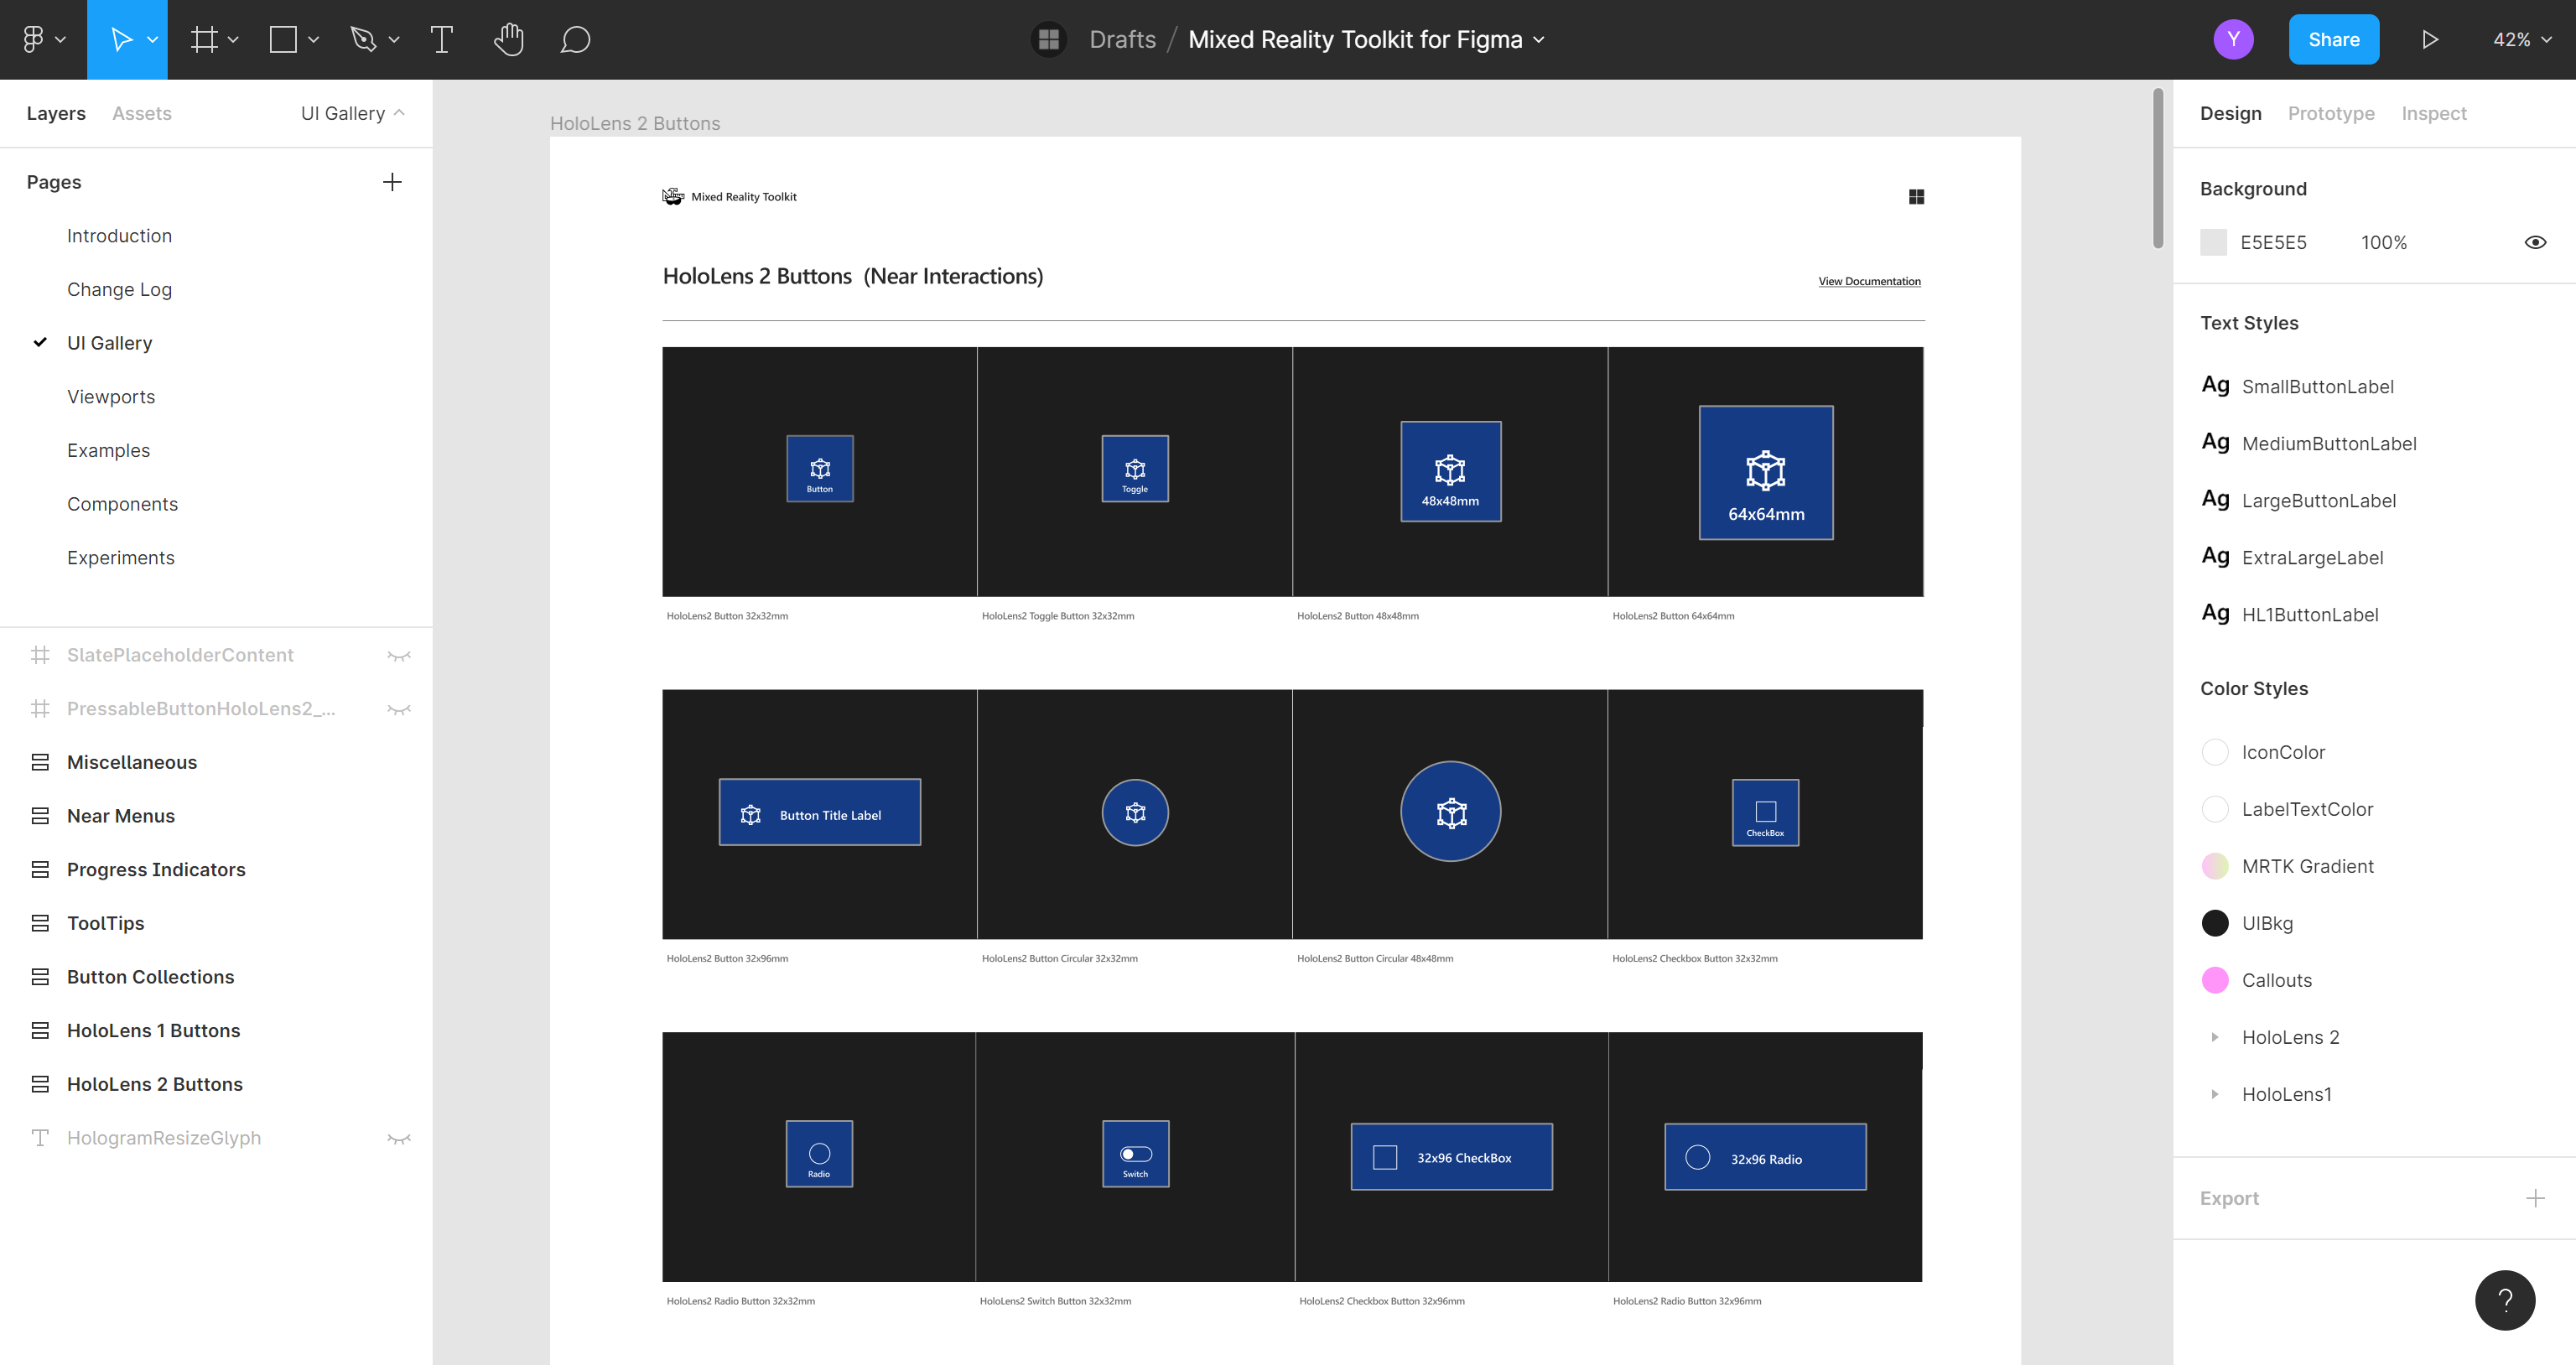 T
Drafts / Mixed Reality Toolkit for Figma
Y
Share
42%
Layers
Assets
UI Gallery
Pages
Introduction
Change Log
UI Gallery
Viewports
Examples
Components
Experiments
SlatePlaceholderContent
PressableButtonHoloLens2_...
Miscellaneous
Near Menus
Progress Indicators
ToolTips
Button Collections
HoloLens 1 Buttons
HoloLens 2 Buttons
T HologramResizeGlyph
HoloLens 2 Buttons
Mixed Reality Toolkit
HoloLens 2 Buttons (Near Interactions)
View Documentation
Button
Toggle
48x48mm
64x64mm
HoloLens2 Button 32x32mm
HoloLens2 Toggle Button 32x32mm
HoloLens2 Button 48x48mm
HoloLens2 Button 64x64mm
Button Title Label
CheckBox
HoloLens2 Button 32x96mm
HoloLens2 Button Circular 32x32mm
HoloLens2 Button Circular 48x48mm
HoloLens2 Checkbox Button 32x32mm
Radio
Switch
32x96 CheckBox
32x96 Radio
HoloLens2 Radio Button 32x32mm
HoloLens2 Switch Button 32x32mm
HoloLens2 Checkbox Button 32x96mm
HoloLens2 Radio Button 32x96mm
Design
Prototype
Inspect
Background
E5E5E5
100%
Text Styles
Ag SmallButtonLabel
Ag MediumButtonLabel
Ag LargeButtonLabel
Ag ExtraLargeLabel
Ag HL1ButtonLabel
Color Styles
IconColor
LabelTextColor
MRTK Gradient
UIBkg
Callouts
HoloLens 2
HoloLens1
Export
?